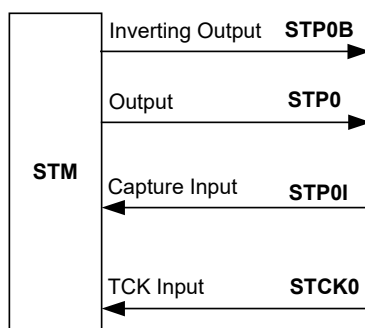 Inverting Output STP0B
Output STP0
STM
Capture Input STP0I
TCK Input STCK0